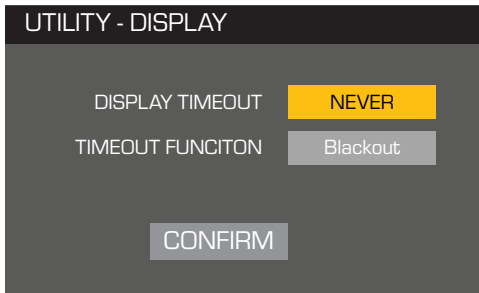 UTILITY - DISPLAY
DISPLAY TIMEOUT NEVER
TIMEOUT FUNCITON Blackout
CONFIRM